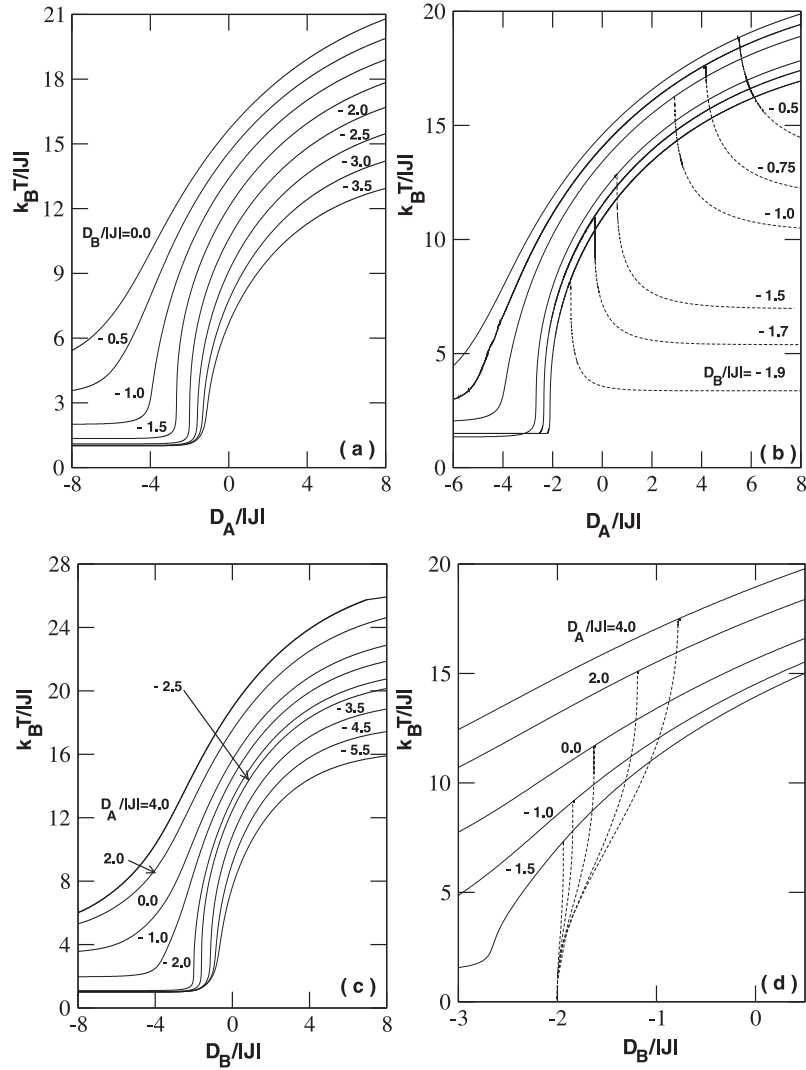 21
18
15
12
9
6
3
0
k_B T/|J|
D_B/|J|=0.0
- 0.5
- 1.0
- 1.5
- 2.0
- 2.5
- 3.0
- 3.5
( a )
-8 -4 0 4 8
D_A/|J|
20
15
10
5
0
k_B T/|J|
- 0.5
- 0.75
- 1.0
- 1.5
- 1.7
D_B/|J|= - 1.9
( b )
-6 -4 -2 0 2 4 6 8
D_A/|J|
28
24
20
16
12
8
4
0
k_B T/|J|
- 2.5
- 3.5
- 4.5
- 5.5
D_A/|J|=4.0
2.0
0.0
- 1.0
- 2.0
( c )
-8 -4 0 4 8
D_B/|J|
20
15
10
5
0
k_B T/|J|
D_A/|J|=4.0
2.0
0.0
- 1.0
- 1.5
( d )
-3 -2 -1 0
D_B/|J|